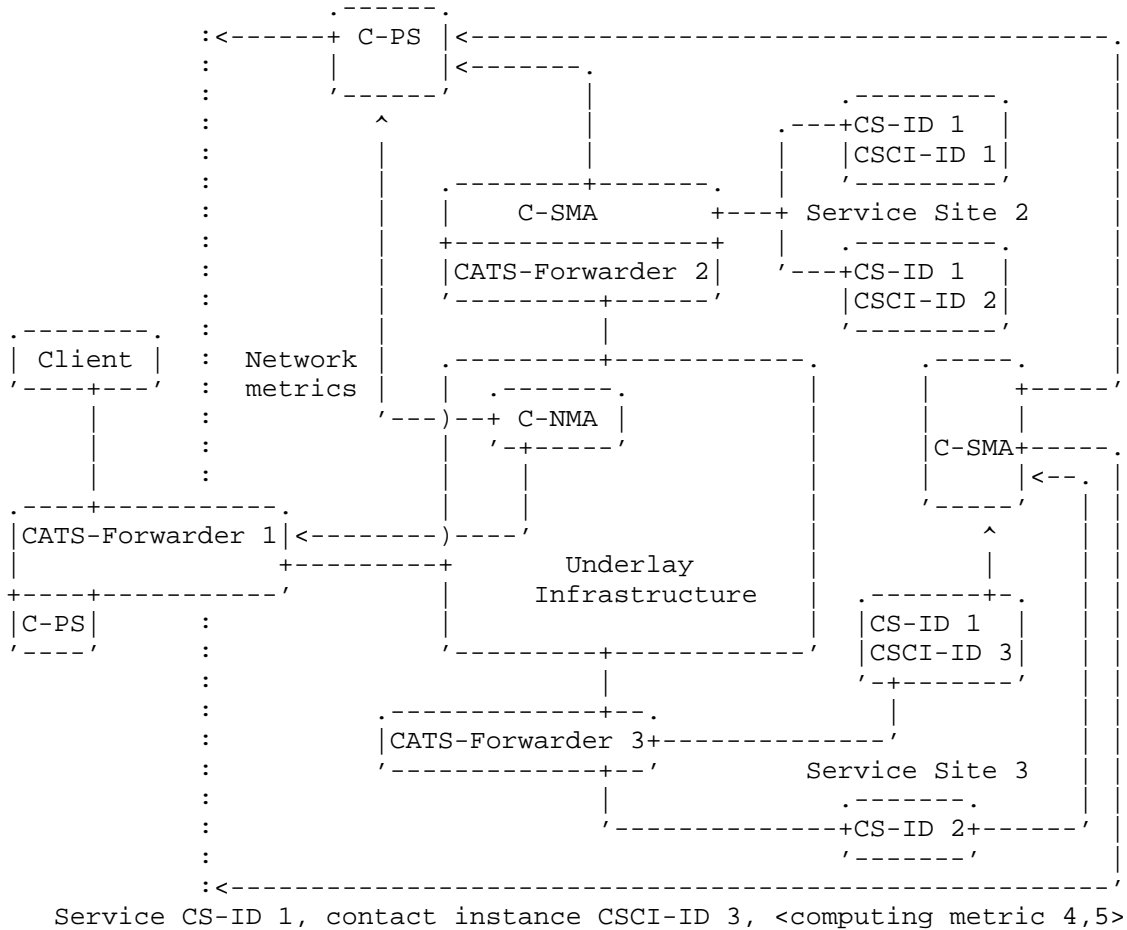 C-PS
CS-ID 1
CSCI-ID 1
C-SMA Service Site 2
CATS-Forwarder 2 CS-ID 1
CSCI-ID 2
Client Network
metrics
C-NMA
C-SMA
CATS-Forwarder 1
Underlay
Infrastructure
C-PS CS-ID 1
CSCI-ID 3
CATS-Forwarder 3
Service Site 3
CS-ID 2
Service CS-ID 1, contact instance CSCI-ID 3, <computing metric 4,5>